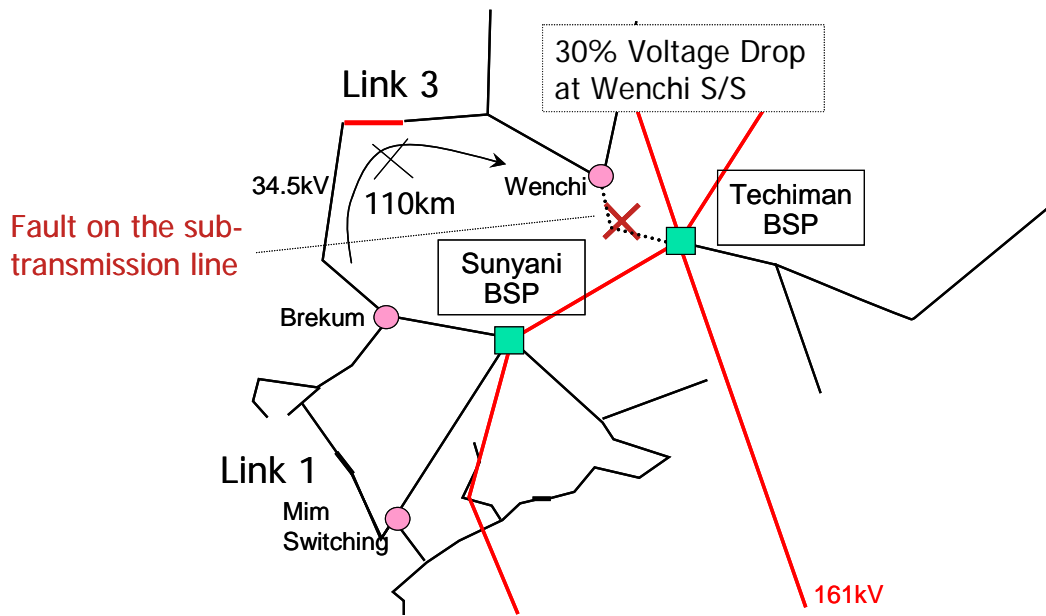 30% Voltage Drop
at Wenchi S/S
Link 3
34.5kV
110km
Wenchi
Techiman
BSP
Fault on the sub-
transmission line
Sunyani
BSP
Brekum
Link 1
Mim
Switching
161kV